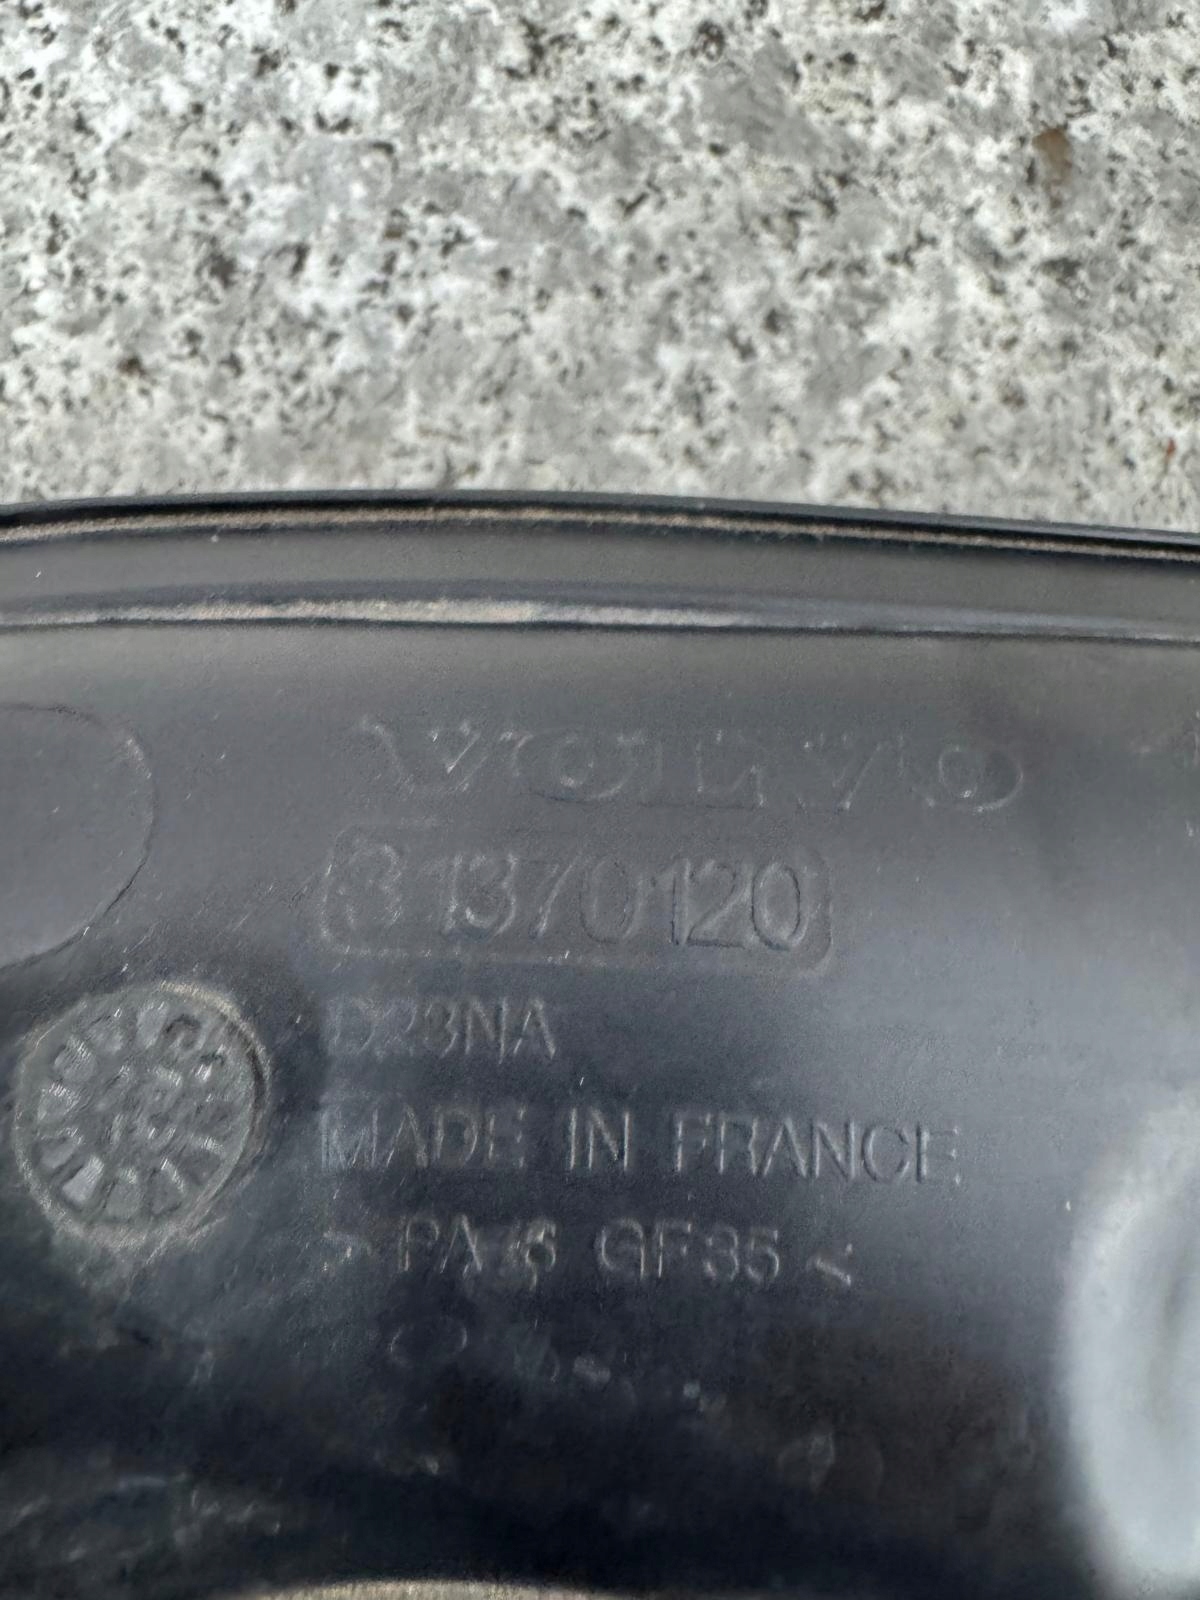 VOLVO
31370120
D23NA
MADE IN FRANCE
> PA 6 GF35 <